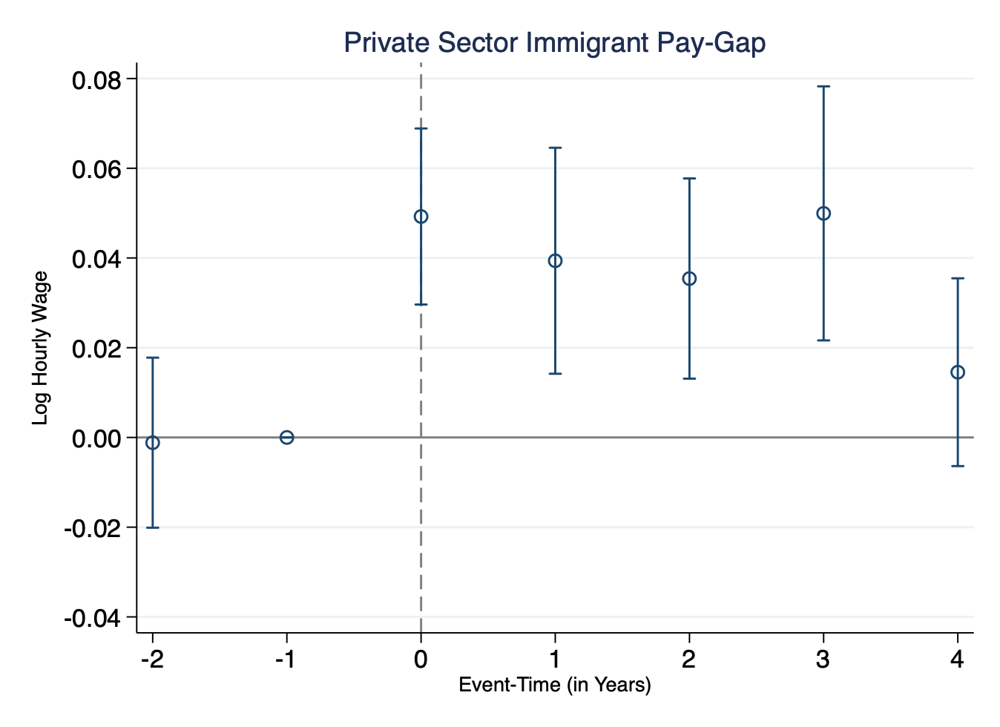 Private Sector Immigrant Pay-Gap
0.08
0.06
0.04
0.02
0.00
-0.02
-0.04
Log Hourly Wage
-2 -1 0 1 2 3 4
Event-Time (in Years)